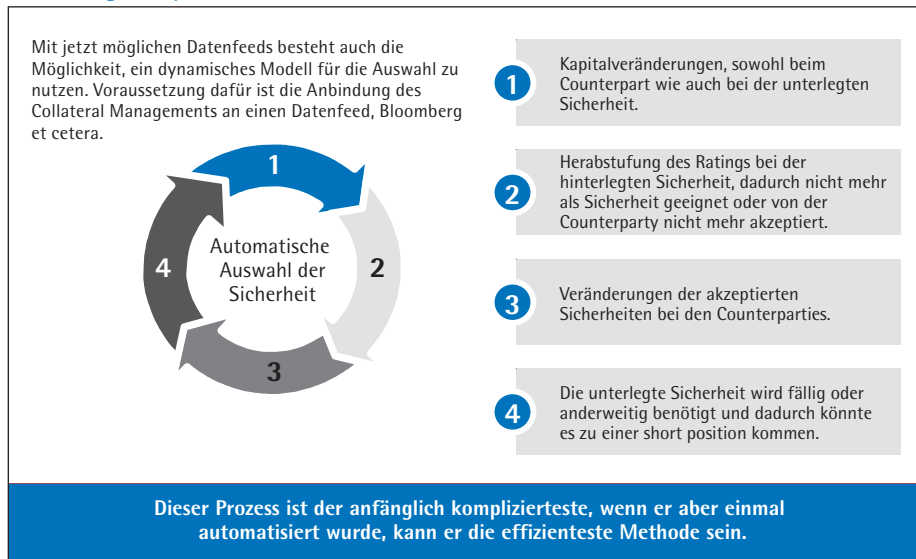 Mit jetzt möglichen Datenfeeds besteht auch die
Möglichkeit, ein dynamisches Modell für die Auswahl zu
nutzen. Voraussetzung dafür ist die Anbindung des
Collateral Managements an einen Datenfeed, Bloomberg
et cetera.
1
2
3
4
Automatische
Auswahl der
Sicherheit
1
Kapitalveränderungen, sowohl beim
Counterpart wie auch bei der unterlegten
Sicherheit.
2
Herabstufung des Ratings bei der
hinterlegten Sicherheit, dadurch nicht mehr
als Sicherheit geeignet oder von der
Counterparty nicht mehr akzeptiert.
3
Veränderungen der akzeptierten
Sicherheiten bei den Counterparties.
4
Die unterlegte Sicherheit wird fällig oder
anderweitig benötigt und dadurch könnte
es zu einer short position kommen.
Dieser Prozess ist der anfänglich komplizierteste, wenn er aber einmal
automatisiert wurde, kann er die effizienteste Methode sein.